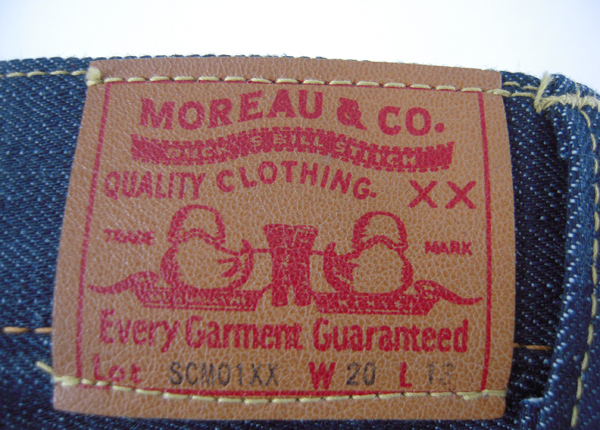 MOREAU & CO.
QUALITY CLOTHING. XX
TRADE MARK
Every Garment Guaranteed
Lot SCM01XX W 20 L